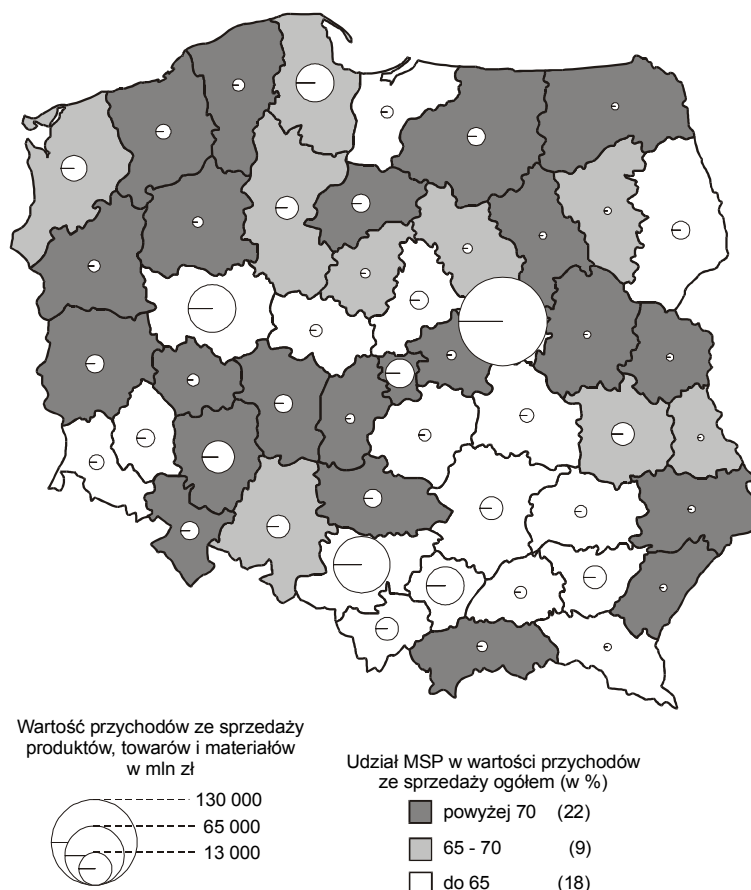 Wartość przychodów ze sprzedaży
produktów, towarów i materiałów
w mln zł
130 000
65 000
13 000
Udział MSP w wartości przychodów
ze sprzedaży ogółem (w %)
powyżej 70 (22)
65 - 70 (9)
do 65 (18)